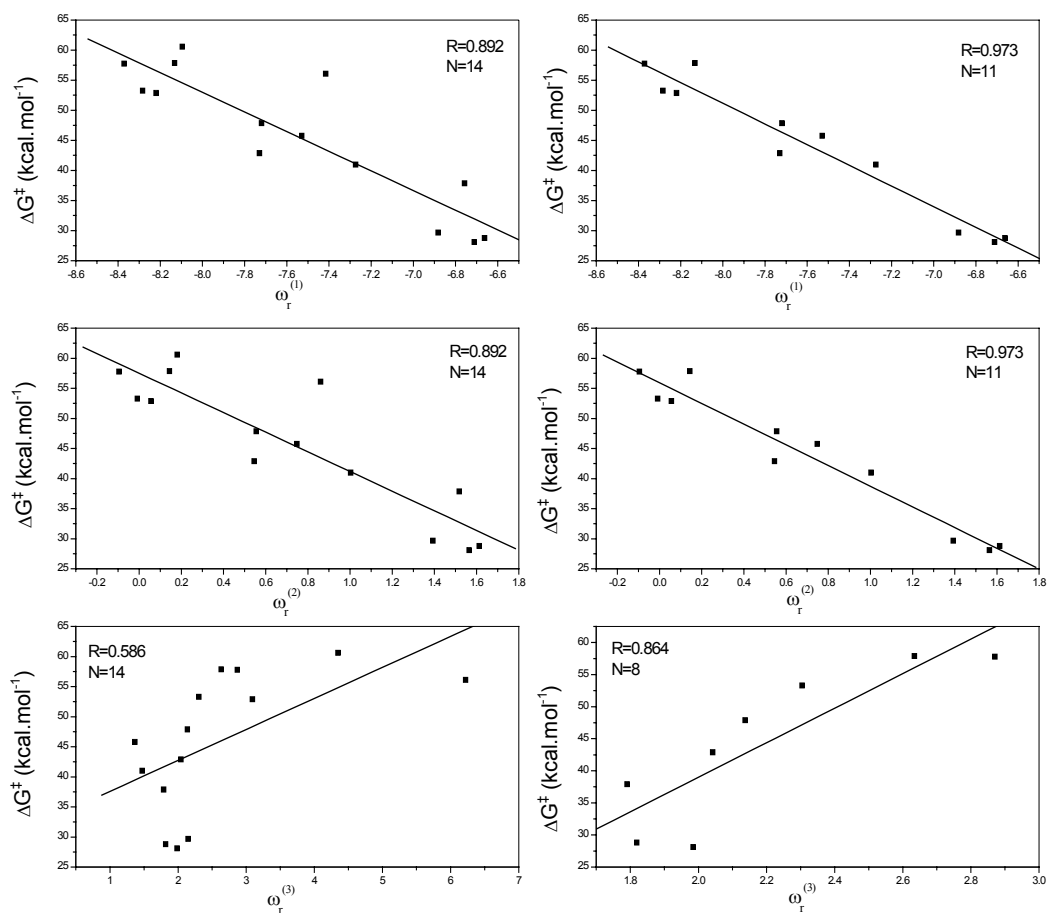 65
60
55
50
45
40
35
30
25
ΔG‡ (kcal.mol⁻¹)
R=0.892
N=14
-8.6 -8.4 -8.2 -8.0 -7.8 -7.6 -7.4 -7.2 -7.0 -6.8 -6.6
ωr(1)
65
60
55
50
45
40
35
30
25
ΔG‡ (kcal.mol⁻¹)
R=0.973
N=11
-8.6 -8.4 -8.2 -8.0 -7.8 -7.6 -7.4 -7.2 -7.0 -6.8 -6.6
ωr(1)
65
60
55
50
45
40
35
30
25
ΔG‡ (kcal.mol⁻¹)
R=0.892
N=14
-0.2 0.0 0.2 0.4 0.6 0.8 1.0 1.2 1.4 1.6 1.8
ωr(2)
65
60
55
50
45
40
35
30
25
ΔG‡ (kcal.mol⁻¹)
R=0.973
N=11
-0.2 0.0 0.2 0.4 0.6 0.8 1.0 1.2 1.4 1.6 1.8
ωr(2)
65
60
55
50
45
40
35
30
25
ΔG‡ (kcal.mol⁻¹)
R=0.586
N=14
1 2 3 4 5 6 7
ωr(3)
60
55
50
45
40
35
30
25
ΔG‡ (kcal.mol⁻¹)
R=0.864
N=8
1.8 2.0 2.2 2.4 2.6 2.8 3.0
ωr(3)